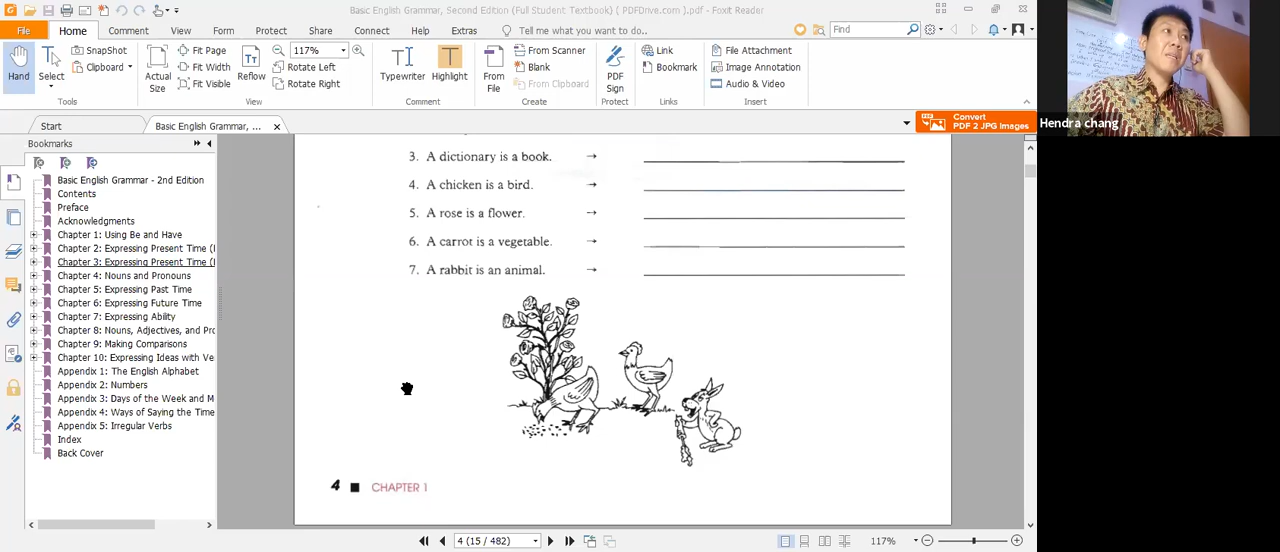 Basic English Grammar, Second Edition (Full Student Textbook) ( PDFDrive.com ).pdf - Foxit Reader
File Home Comment View Form Protect Share Connect Help Extras Tell me what you want to do.. Find
Hand
Select
SnapShot
Clipboard
Actual Size
Fit Page
Fit Width
Fit Visible
Reflow
117%
Rotate Left
Rotate Right
Typewriter
Highlight
From File
From Scanner
Blank
From Clipboard
PDF Sign
Link
Bookmark
File Attachment
Image Annotation
Audio & Video
Tools View Comment Create Protect Links Insert
Start
Basic English Grammar, ...
Convert
PDF 2 JPG Images
Hendra chang
Bookmarks
Basic English Grammar - 2nd Edition
Contents
Preface
Acknowledgments
Chapter 1: Using Be and Have
Chapter 2: Expressing Present Time (
Chapter 3: Expressing Present Time (
Chapter 4: Nouns and Pronouns
Chapter 5: Expressing Past Time
Chapter 6: Expressing Future Time
Chapter 7: Expressing Ability
Chapter 8: Nouns, Adjectives, and Pro
Chapter 9: Making Comparisons
Chapter 10: Expressing Ideas with Ve
Appendix 1: The English Alphabet
Appendix 2: Numbers
Appendix 3: Days of the Week and M
Appendix 4: Ways of Saying the Time
Appendix 5: Irregular Verbs
Index
Back Cover
3. A dictionary is a book. →
4. A chicken is a bird. →
5. A rose is a flower. →
6. A carrot is a vegetable. →
7. A rabbit is an animal. →
4 ■ CHAPTER 1
4 (15 / 482)
117%